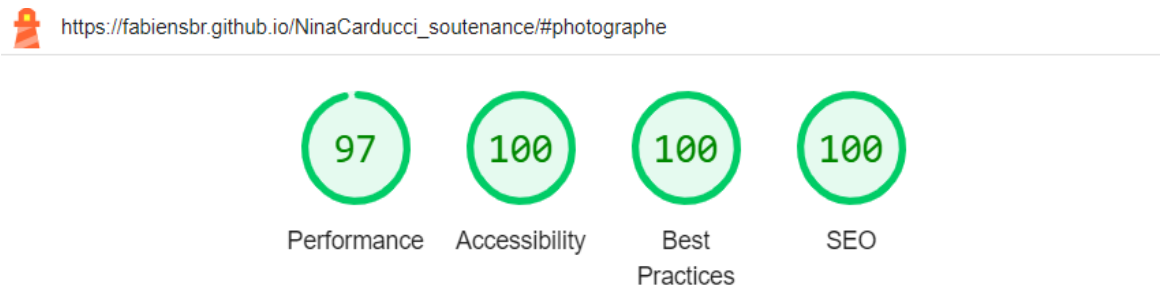 https://fabiensbr.github.io/NinaCarducci_soutenance/#photographe
97 100 100 100
Performance Accessibility Best SEO
Practices